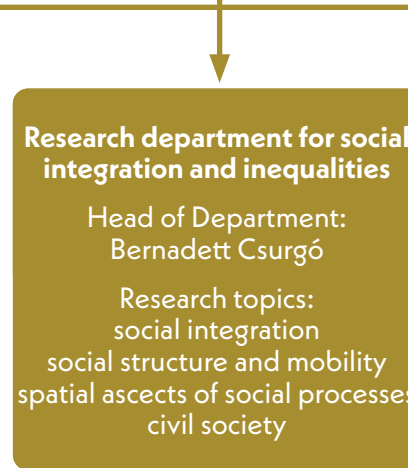 Research department for social
integration and inequalities
Head of Department:
Bernadett Csurgó
Research topics:
social integration
social structure and mobility
spatial ascects of social processes
civil society